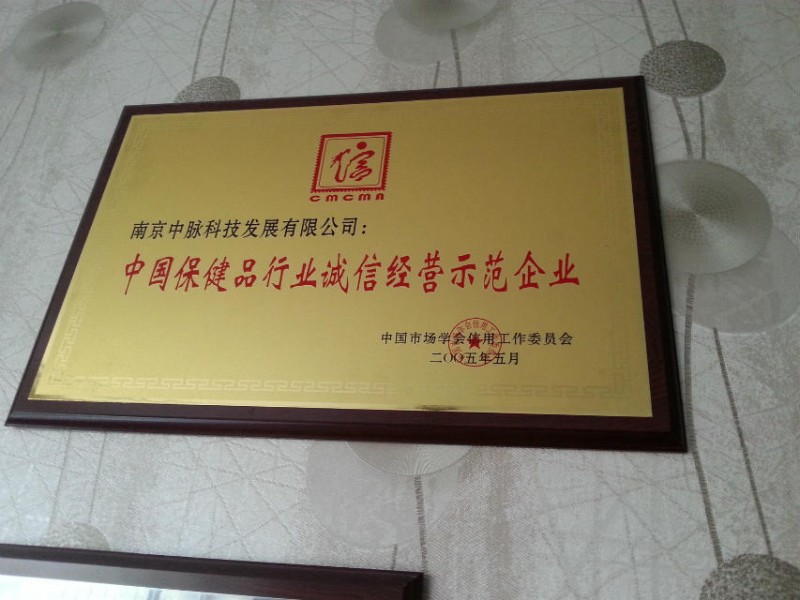 信
CMCMA
南京中脉科技发展有限公司：
中国保健品行业诚信经营示范企业
中国市场学会信用工作委员会
二〇〇五年五月